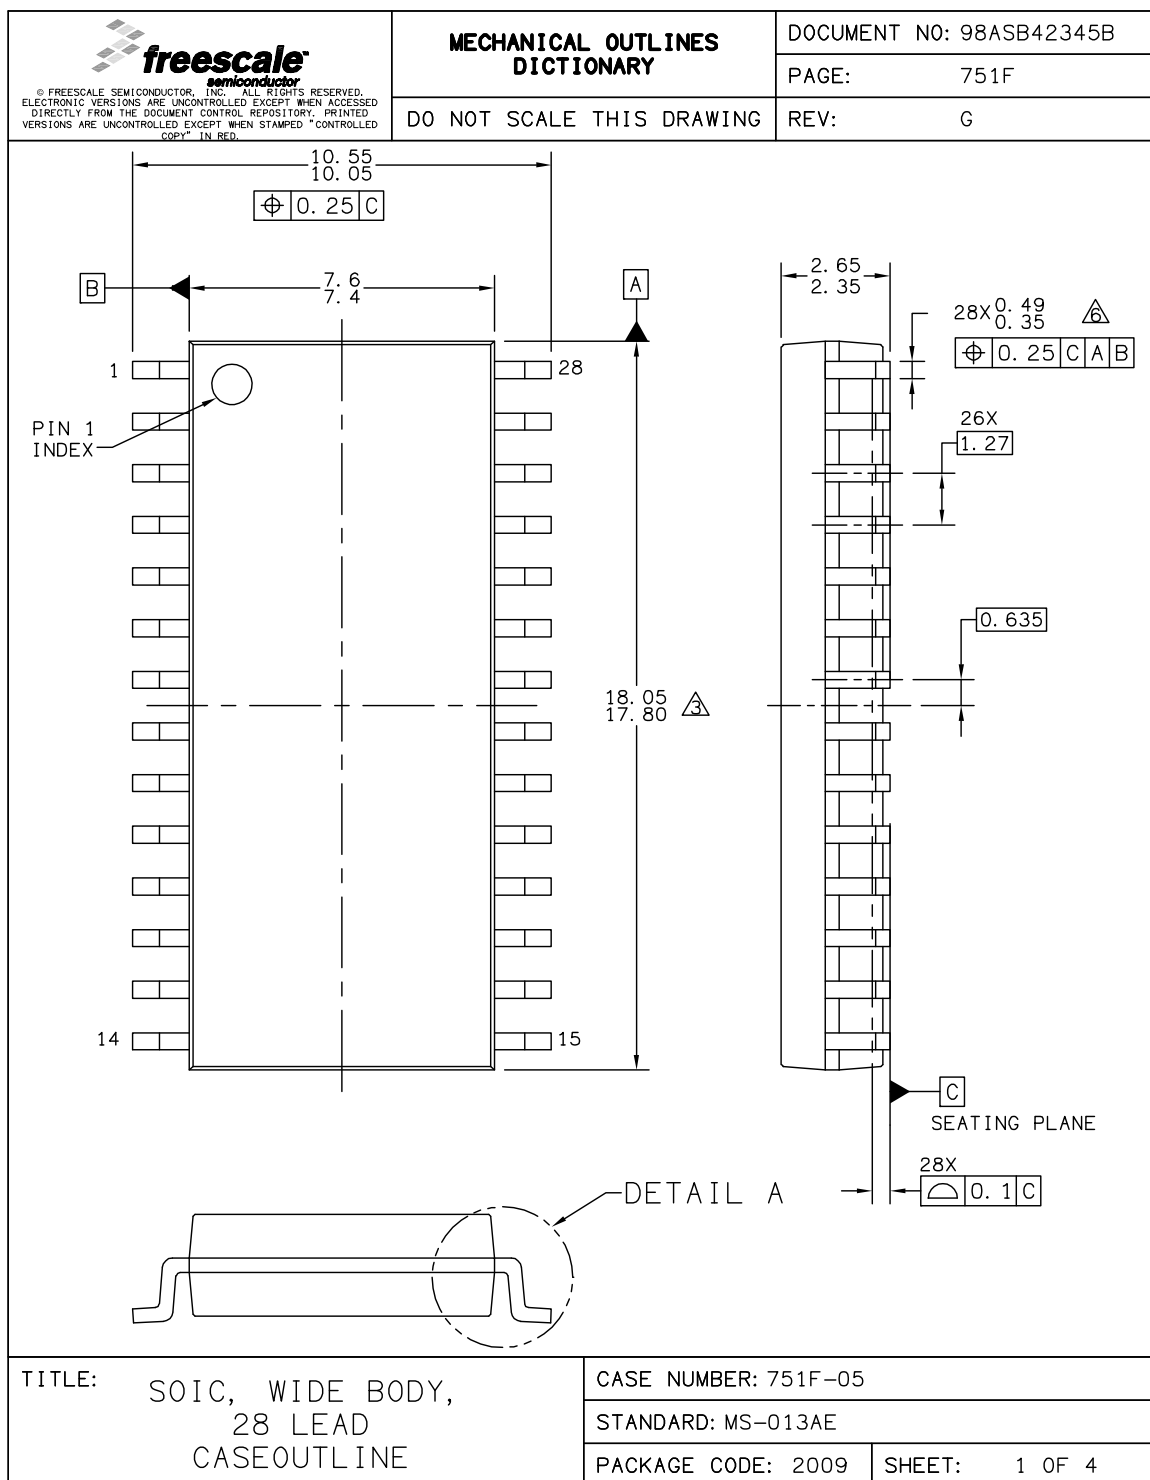 freescale™
semiconductor
© FREESCALE SEMICONDUCTOR, INC. ALL RIGHTS RESERVED.
ELECTRONIC VERSIONS ARE UNCONTROLLED EXCEPT WHEN ACCESSED
DIRECTLY FROM THE DOCUMENT CONTROL REPOSITORY. PRINTED
VERSIONS ARE UNCONTROLLED EXCEPT WHEN STAMPED "CONTROLLED
COPY" IN RED.
MECHANICAL OUTLINES
DICTIONARY
DO NOT SCALE THIS DRAWING
DOCUMENT NO: 98ASB42345B
PAGE: 751F
REV: G
10.55
10.05
⌖ 0.25 C
B
7.6
7.4
A
2.65
2.35
28X 0.49
0.35 6
⌖ 0.25 C A B
1
28
PIN 1
INDEX
26X
1.27
0.635
18.05
17.80 3
14
15
C
SEATING PLANE
28X
⌓ 0.1 C
DETAIL A
TITLE: SOIC, WIDE BODY,
28 LEAD
CASEOUTLINE
CASE NUMBER: 751F-05
STANDARD: MS-013AE
PACKAGE CODE: 2009
SHEET: 1 OF 4